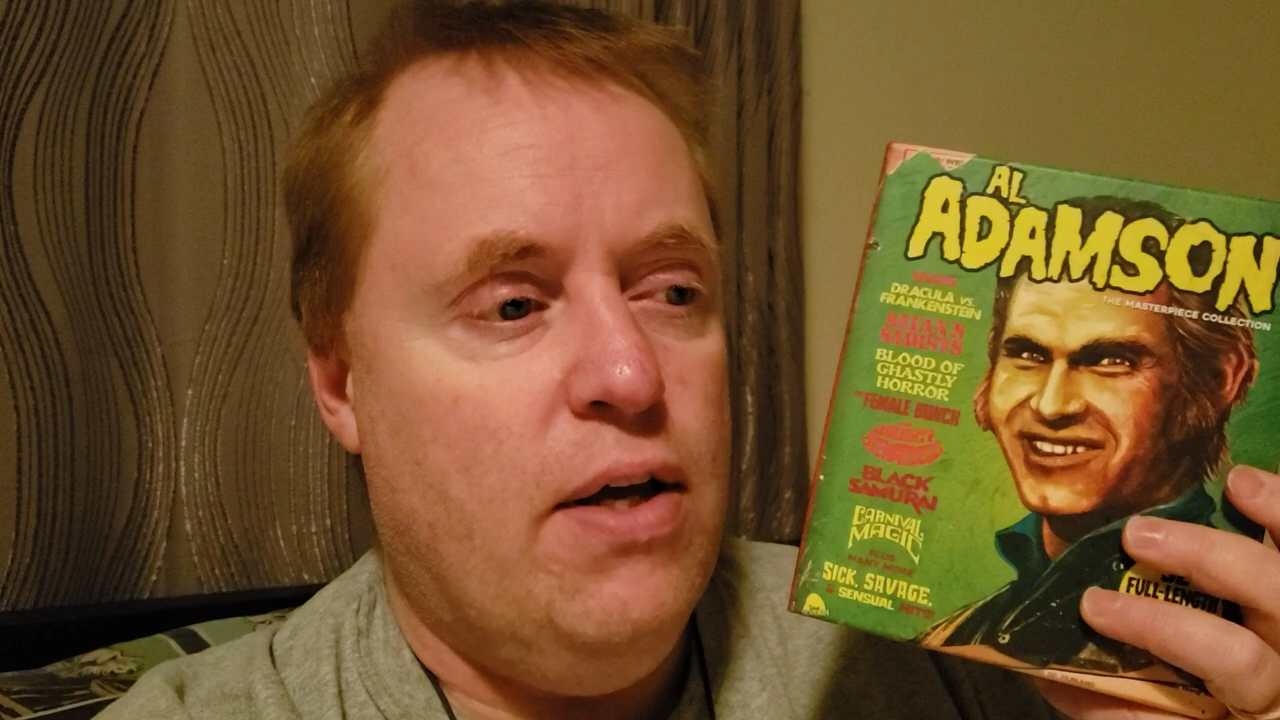 AL
ADAMSON
THE MASTERPIECE COLLECTION
DRACULA VS.
FRANKENSTEIN
SATAN'S
SADISTS
BLOOD OF
GHASTLY
HORROR
THE FEMALE BUNCH
BLACK
SAMURAI
CARNIVAL
MAGIC
PLUS
MANY MORE
SICK, SAVAGE,
& SENSUAL HITS!
FULL-LENGTH